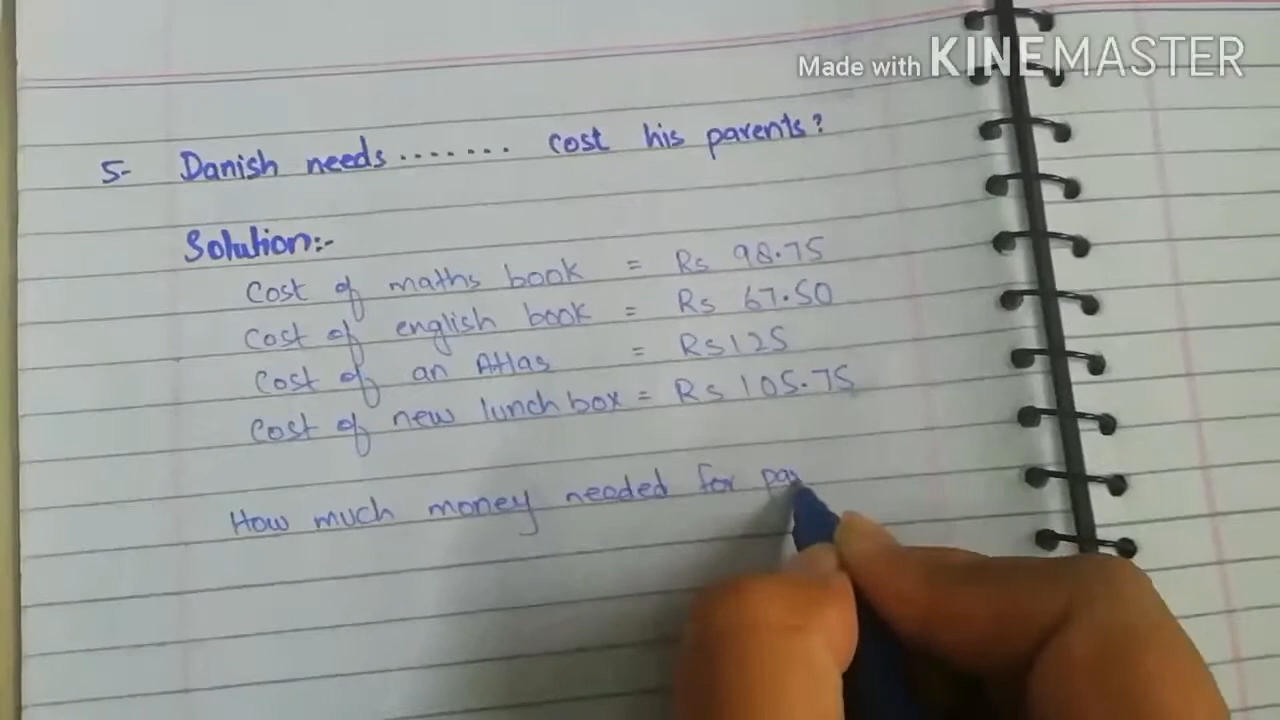 Made with KINEMASTER
5- Danish needs ....... cost his parents?
Solution:-
Cost of maths book = Rs 98.75
Cost of english book = Rs 67.50
Cost of an Atlas = Rs 125
Cost of new lunch box = Rs 105.75
How much money needed for